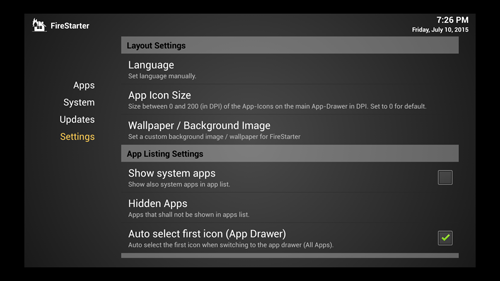 FireStarter
7:26 PM
Friday, July 10, 2015
Apps
System
Updates
Settings
Layout Settings
Language
Set language manually.
App Icon Size
Size between 0 and 200 (in DPI) of the App-Icons on the main App-Drawer in DPI. Set to 0 for default.
Wallpaper / Background Image
Set a custom background image / wallpaper for FireStarter
App Listing Settings
Show system apps
Show also system apps in app list.
Hidden Apps
Apps that shall not be shown in apps list.
Auto select first icon (App Drawer)
Auto select the first icon when switching to the app drawer (All Apps).